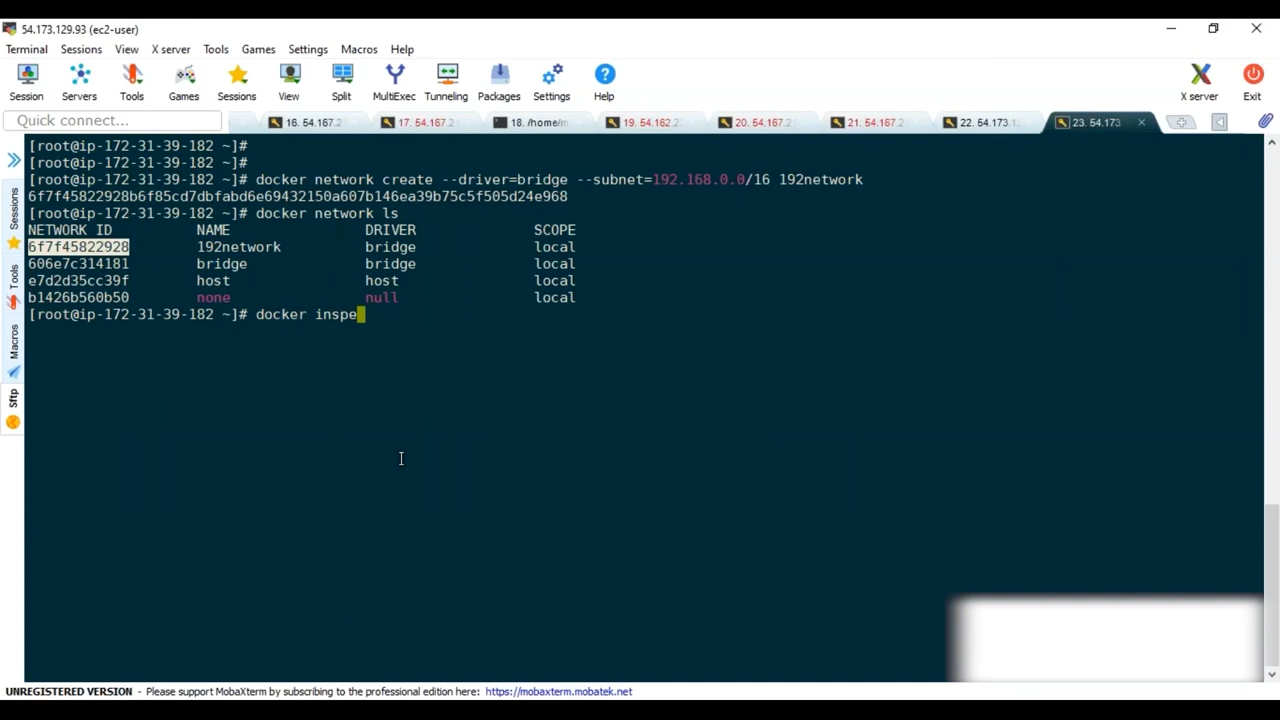 54.173.129.93 (ec2-user)
Terminal Sessions View X server Tools Games Settings Macros Help
Session Servers Tools Games Sessions View Split MultiExec Tunneling Packages Settings Help X server Exit
Quick connect... 16. 54.167.2 17. 54.167.2 18. /home/m 19. 54.162.2 20. 54.167.2 21. 54.167.2 22. 54.173.1 23. 54.173
Sessions
Tools
Macros
Sftp
[root@ip-172-31-39-182 ~]#
[root@ip-172-31-39-182 ~]#
[root@ip-172-31-39-182 ~]# docker network create --driver=bridge --subnet=192.168.0.0/16 192network
6f7f45822928b6f85cd7dbfabd6e69432150a607b146ea39b75c5f505d24e968
[root@ip-172-31-39-182 ~]# docker network ls
NETWORK ID NAME DRIVER SCOPE
6f7f45822928 192network bridge local
606e7c314181 bridge bridge local
e7d2d35cc39f host host local
b1426b560b50 none null local
[root@ip-172-31-39-182 ~]# docker inspe
UNREGISTERED VERSION - Please support MobaXterm by subscribing to the professional edition here: https://mobaxterm.mobatek.net